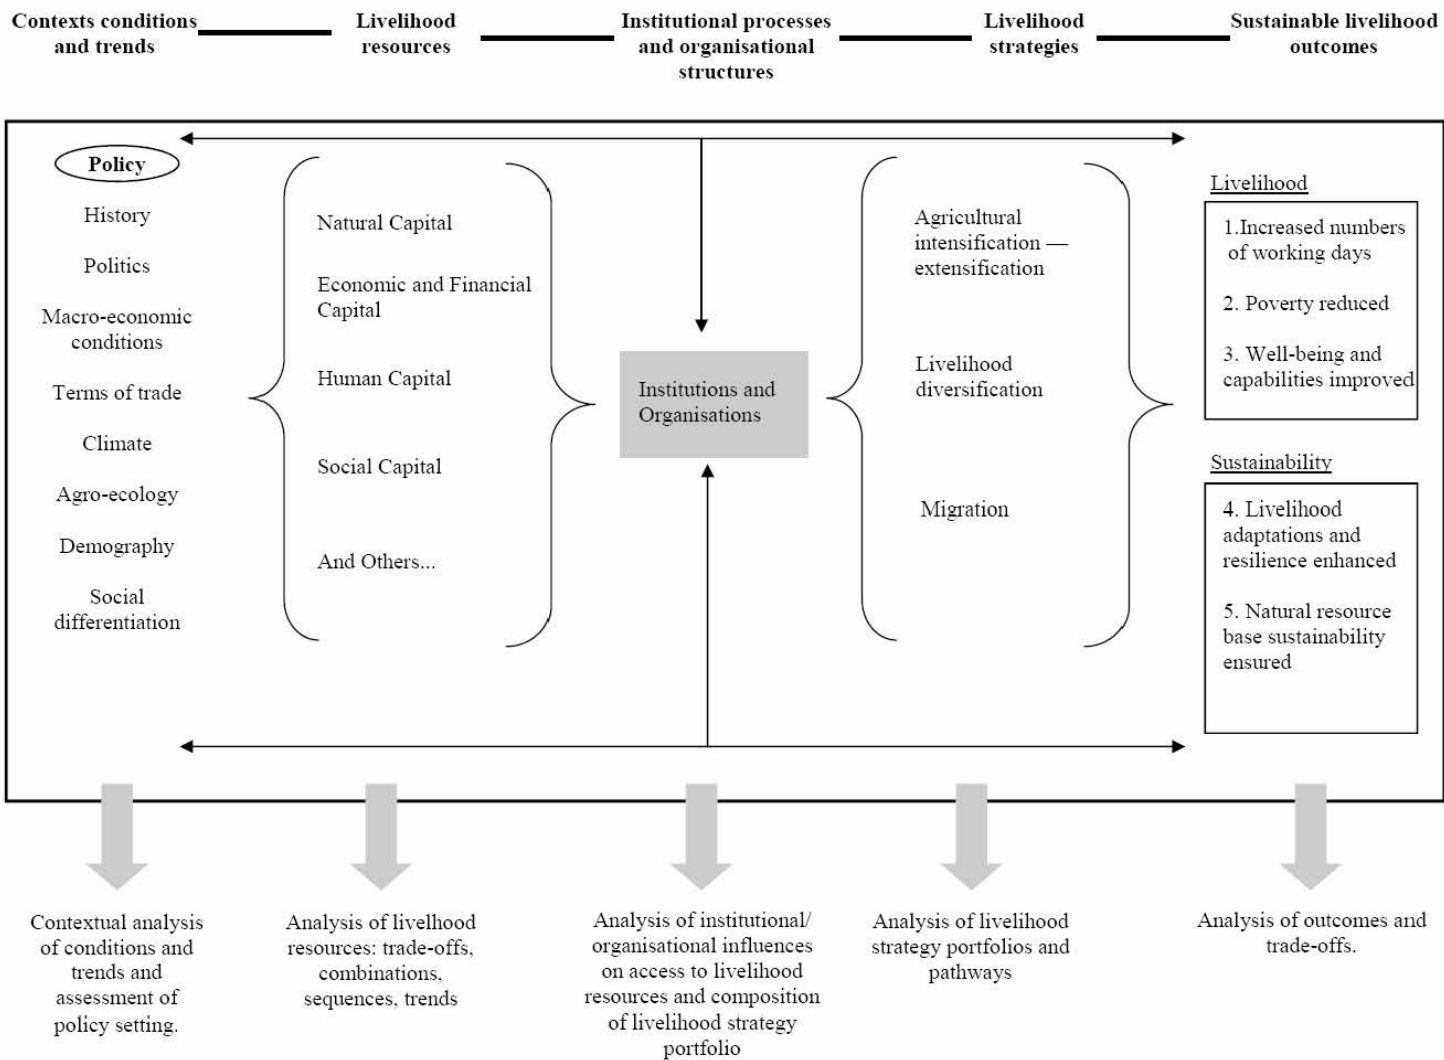 Contexts conditions
and trends
Livelihood
resources
Institutional processes
and organisational
structures
Livelihood
strategies
Sustainable livelihood
outcomes
Policy
History
Politics
Macro-economic
conditions
Terms of trade
Climate
Agro-ecology
Demography
Social
differentiation
Natural Capital
Economic and Financial
Capital
Human Capital
Social Capital
And Others...
Institutions and
Organisations
Agricultural
intensification —
extensification
Livelihood
diversification
Migration
Livelihood
1.Increased numbers
of working days
2. Poverty reduced
3. Well-being and
capabilities improved
Sustainability
4. Livelihood
adaptations and
resilience enhanced
5. Natural resource
base sustainability
ensured
Contextual analysis
of conditions and
trends and
assessment of
policy setting.
Analysis of livelhood
resources: trade-offs,
combinations,
sequences, trends
Analysis of institutional/
organisational influences
on access to livelihood
resources and composition
of livelihood strategy
portfolio
Analysis of livelihood
strategy portfolios and
pathways
Analysis of outcomes and
trade-offs.